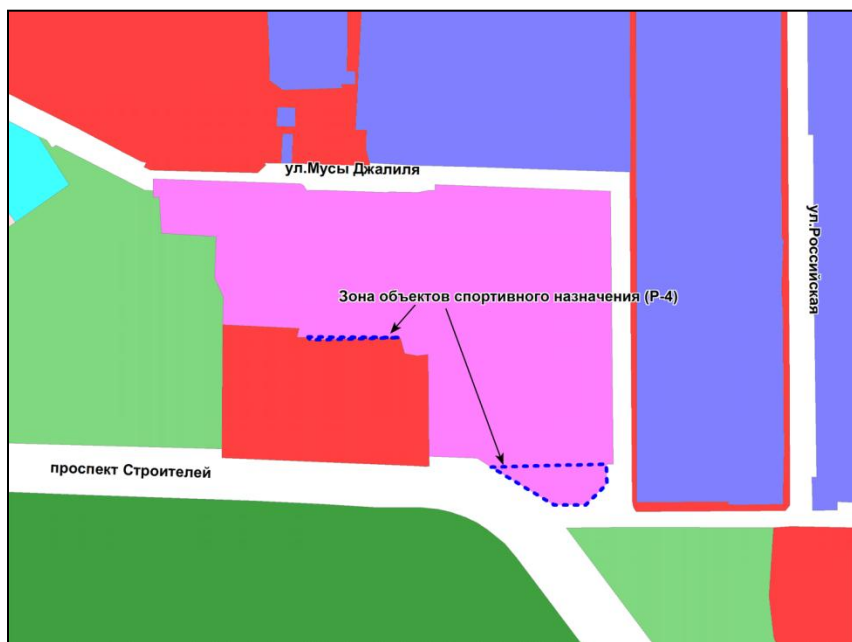 ул.Мусы Джалиля
ул.Российская
Зона объектов спортивного назначения (Р-4)
проспект Строителей